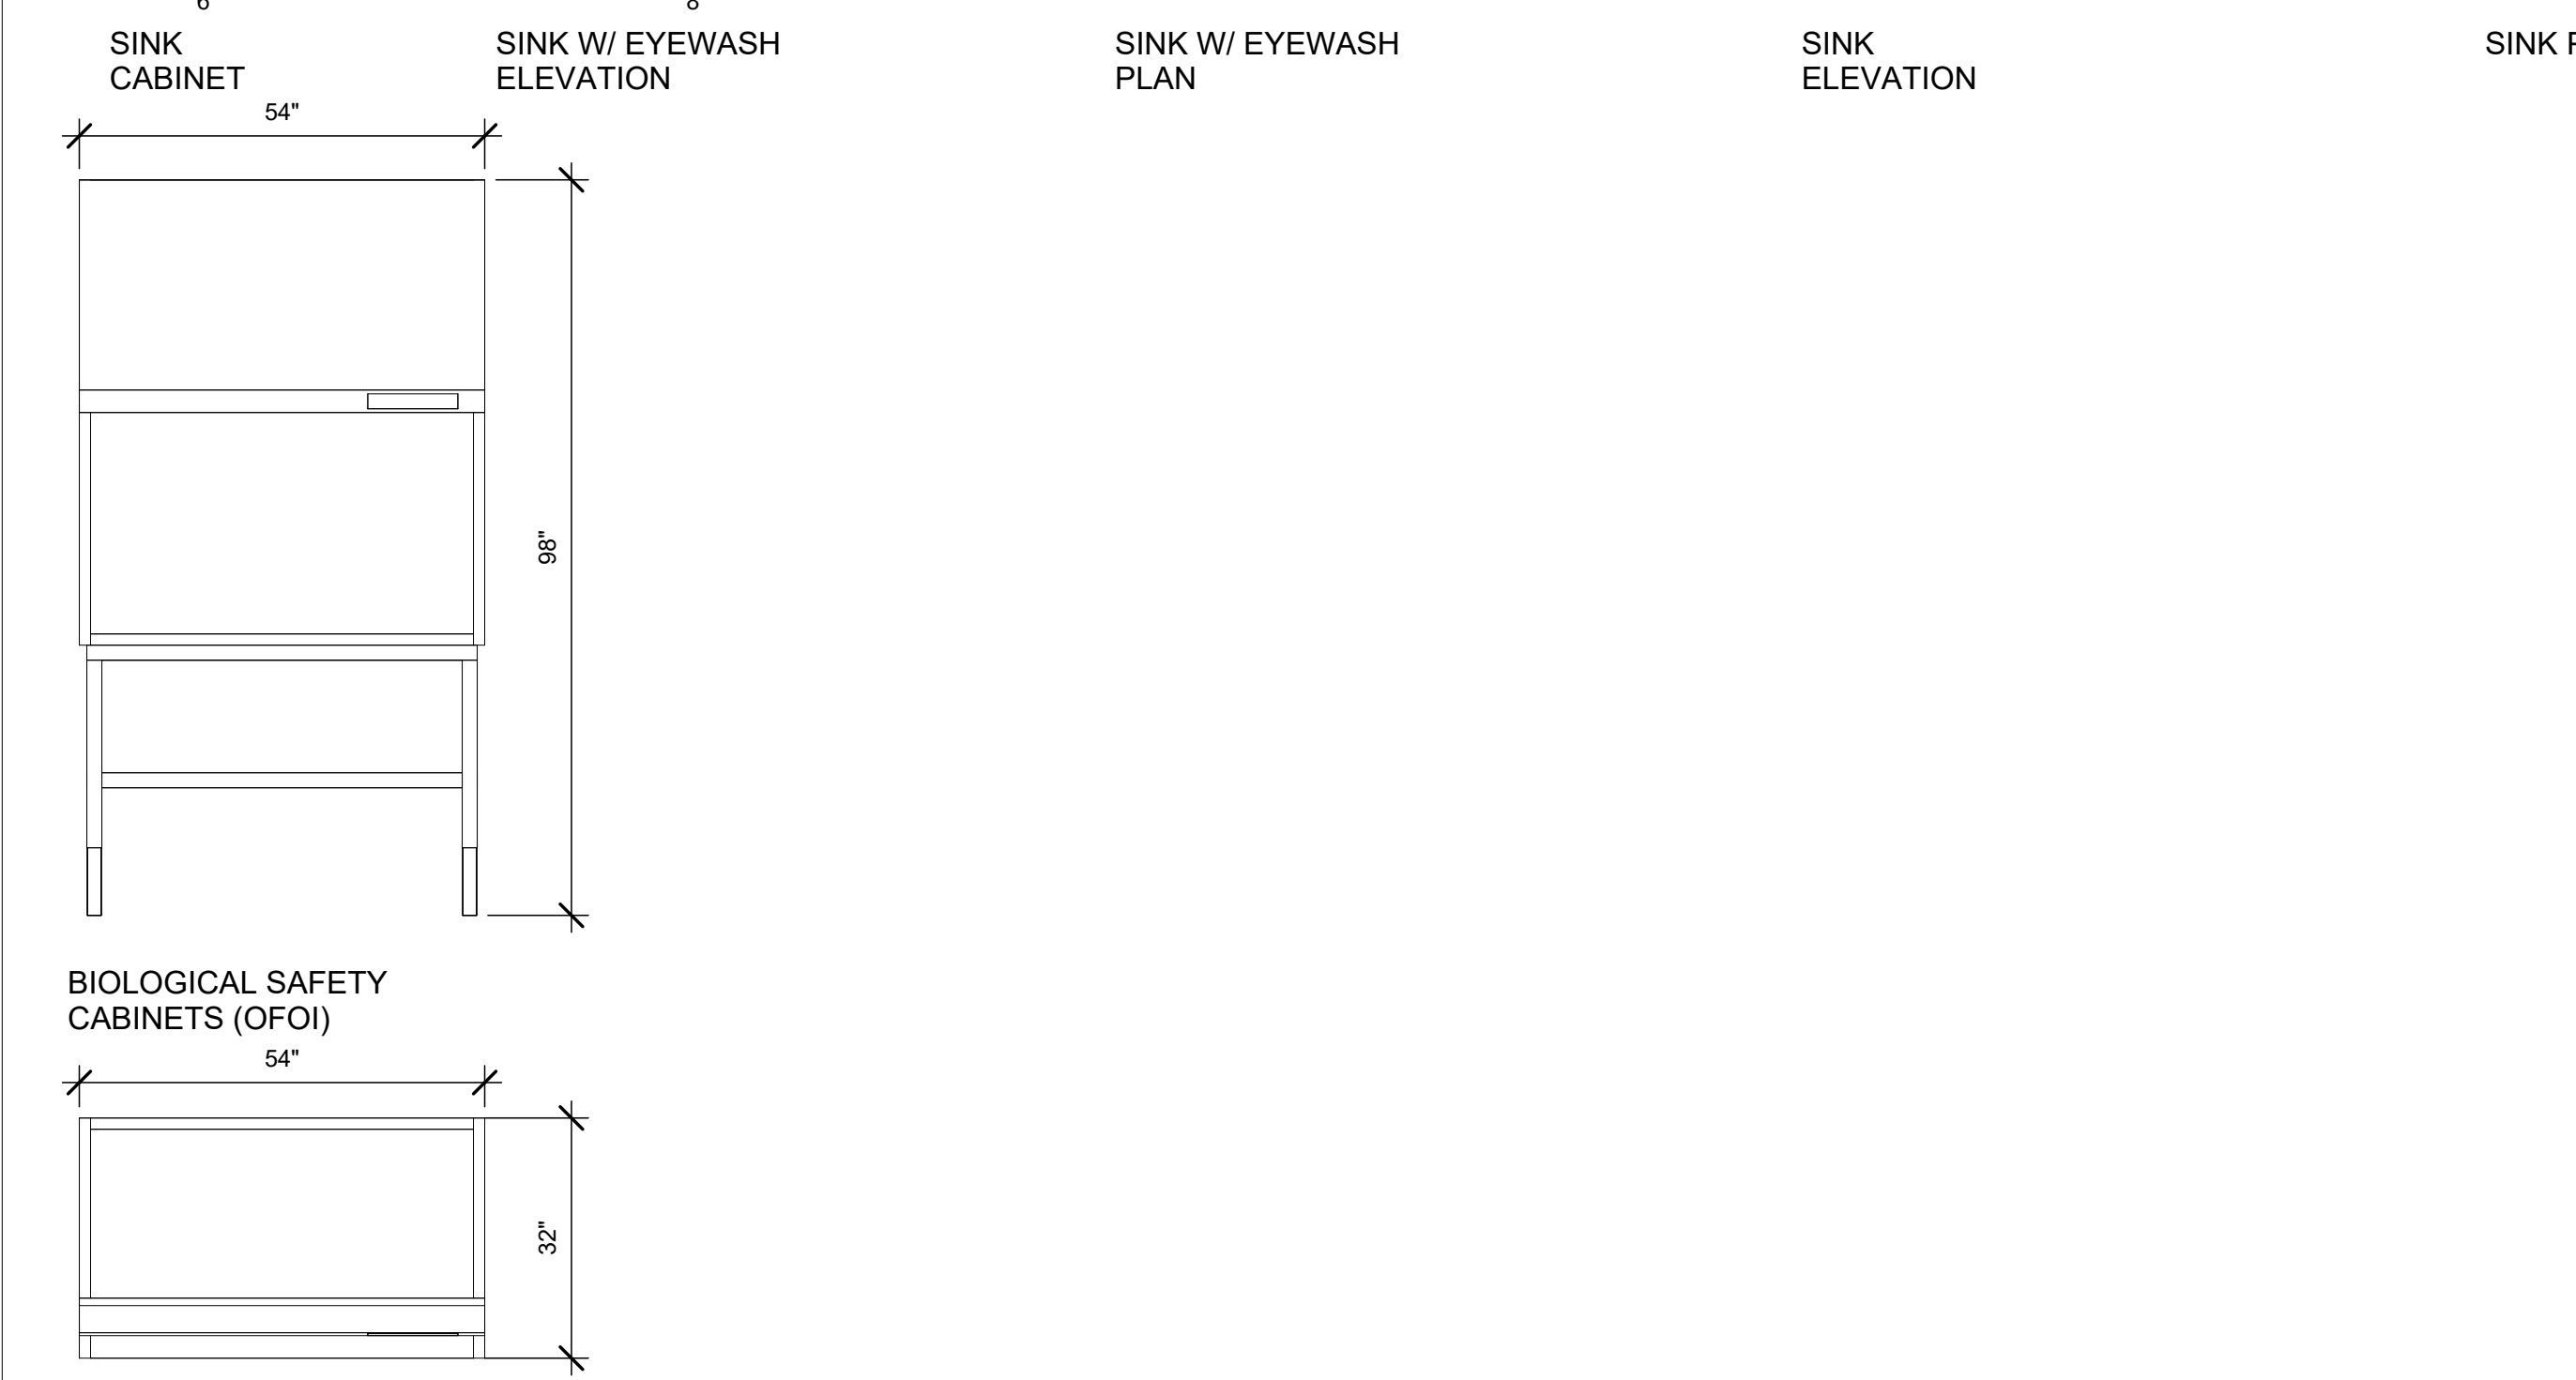 SINK
CABINET
SINK W/ EYEWASH
ELEVATION
SINK W/ EYEWASH
PLAN
SINK
ELEVATION
SINK
54"
98"
BIOLOGICAL SAFETY
CABINETS (OFOI)
54"
32"